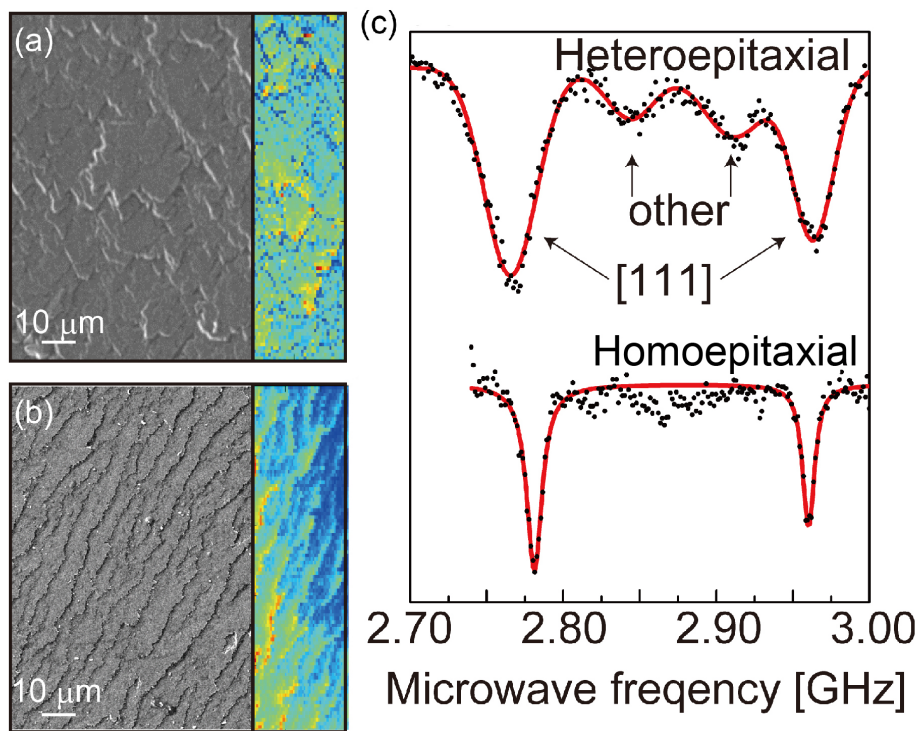 (a)
10 μm
(b)
10 μm
(c)
Heteroepitaxial
other
[111]
Homoepitaxial
2.70 2.80 2.90 3.00
Microwave freqency [GHz]